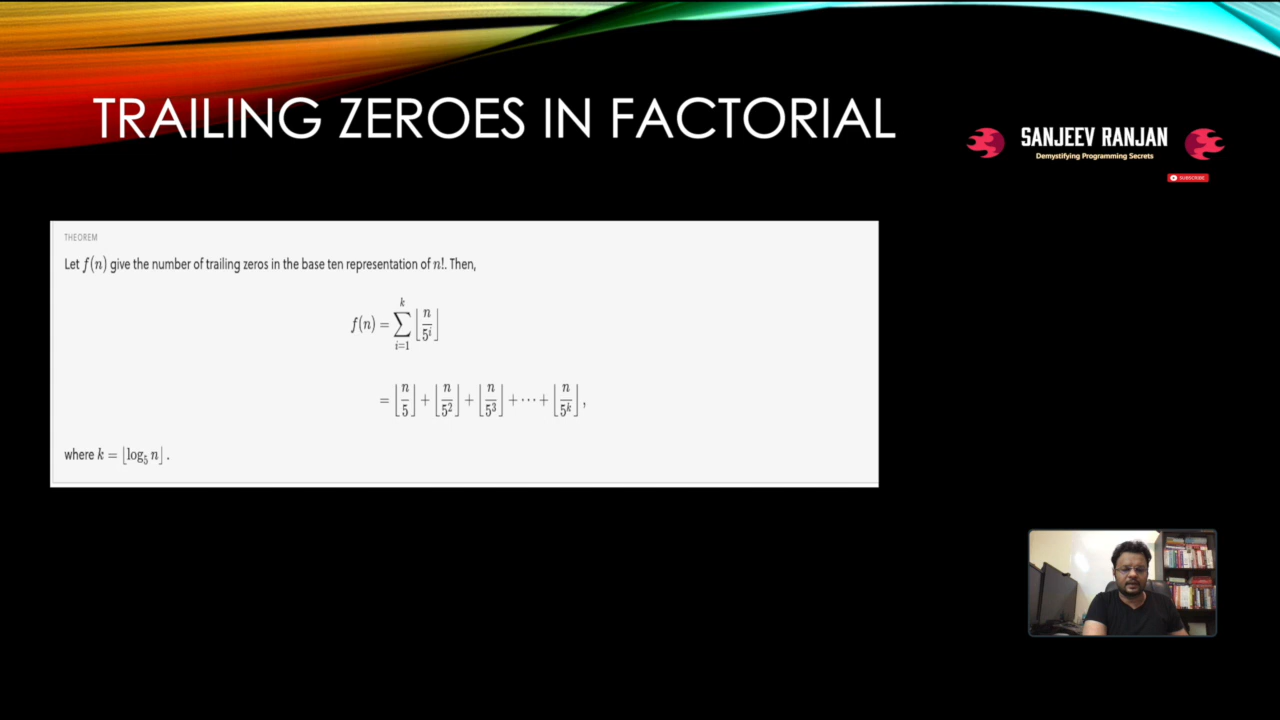 TRAILING ZEROES IN FACTORIAL
SANJEEV RANJAN
Demystifying Programming Secrets
SUBSCRIBE
THEOREM
Let f(n) give the number of trailing zeros in the base ten representation of n!. Then,
f(n) = ∑_{i=1}^{k} ⌊n/5^i⌋
= ⌊n/5⌋ + ⌊n/5^2⌋ + ⌊n/5^3⌋ + ⋯ + ⌊n/5^k⌋ ,
where k = ⌊log_5 n⌋ .